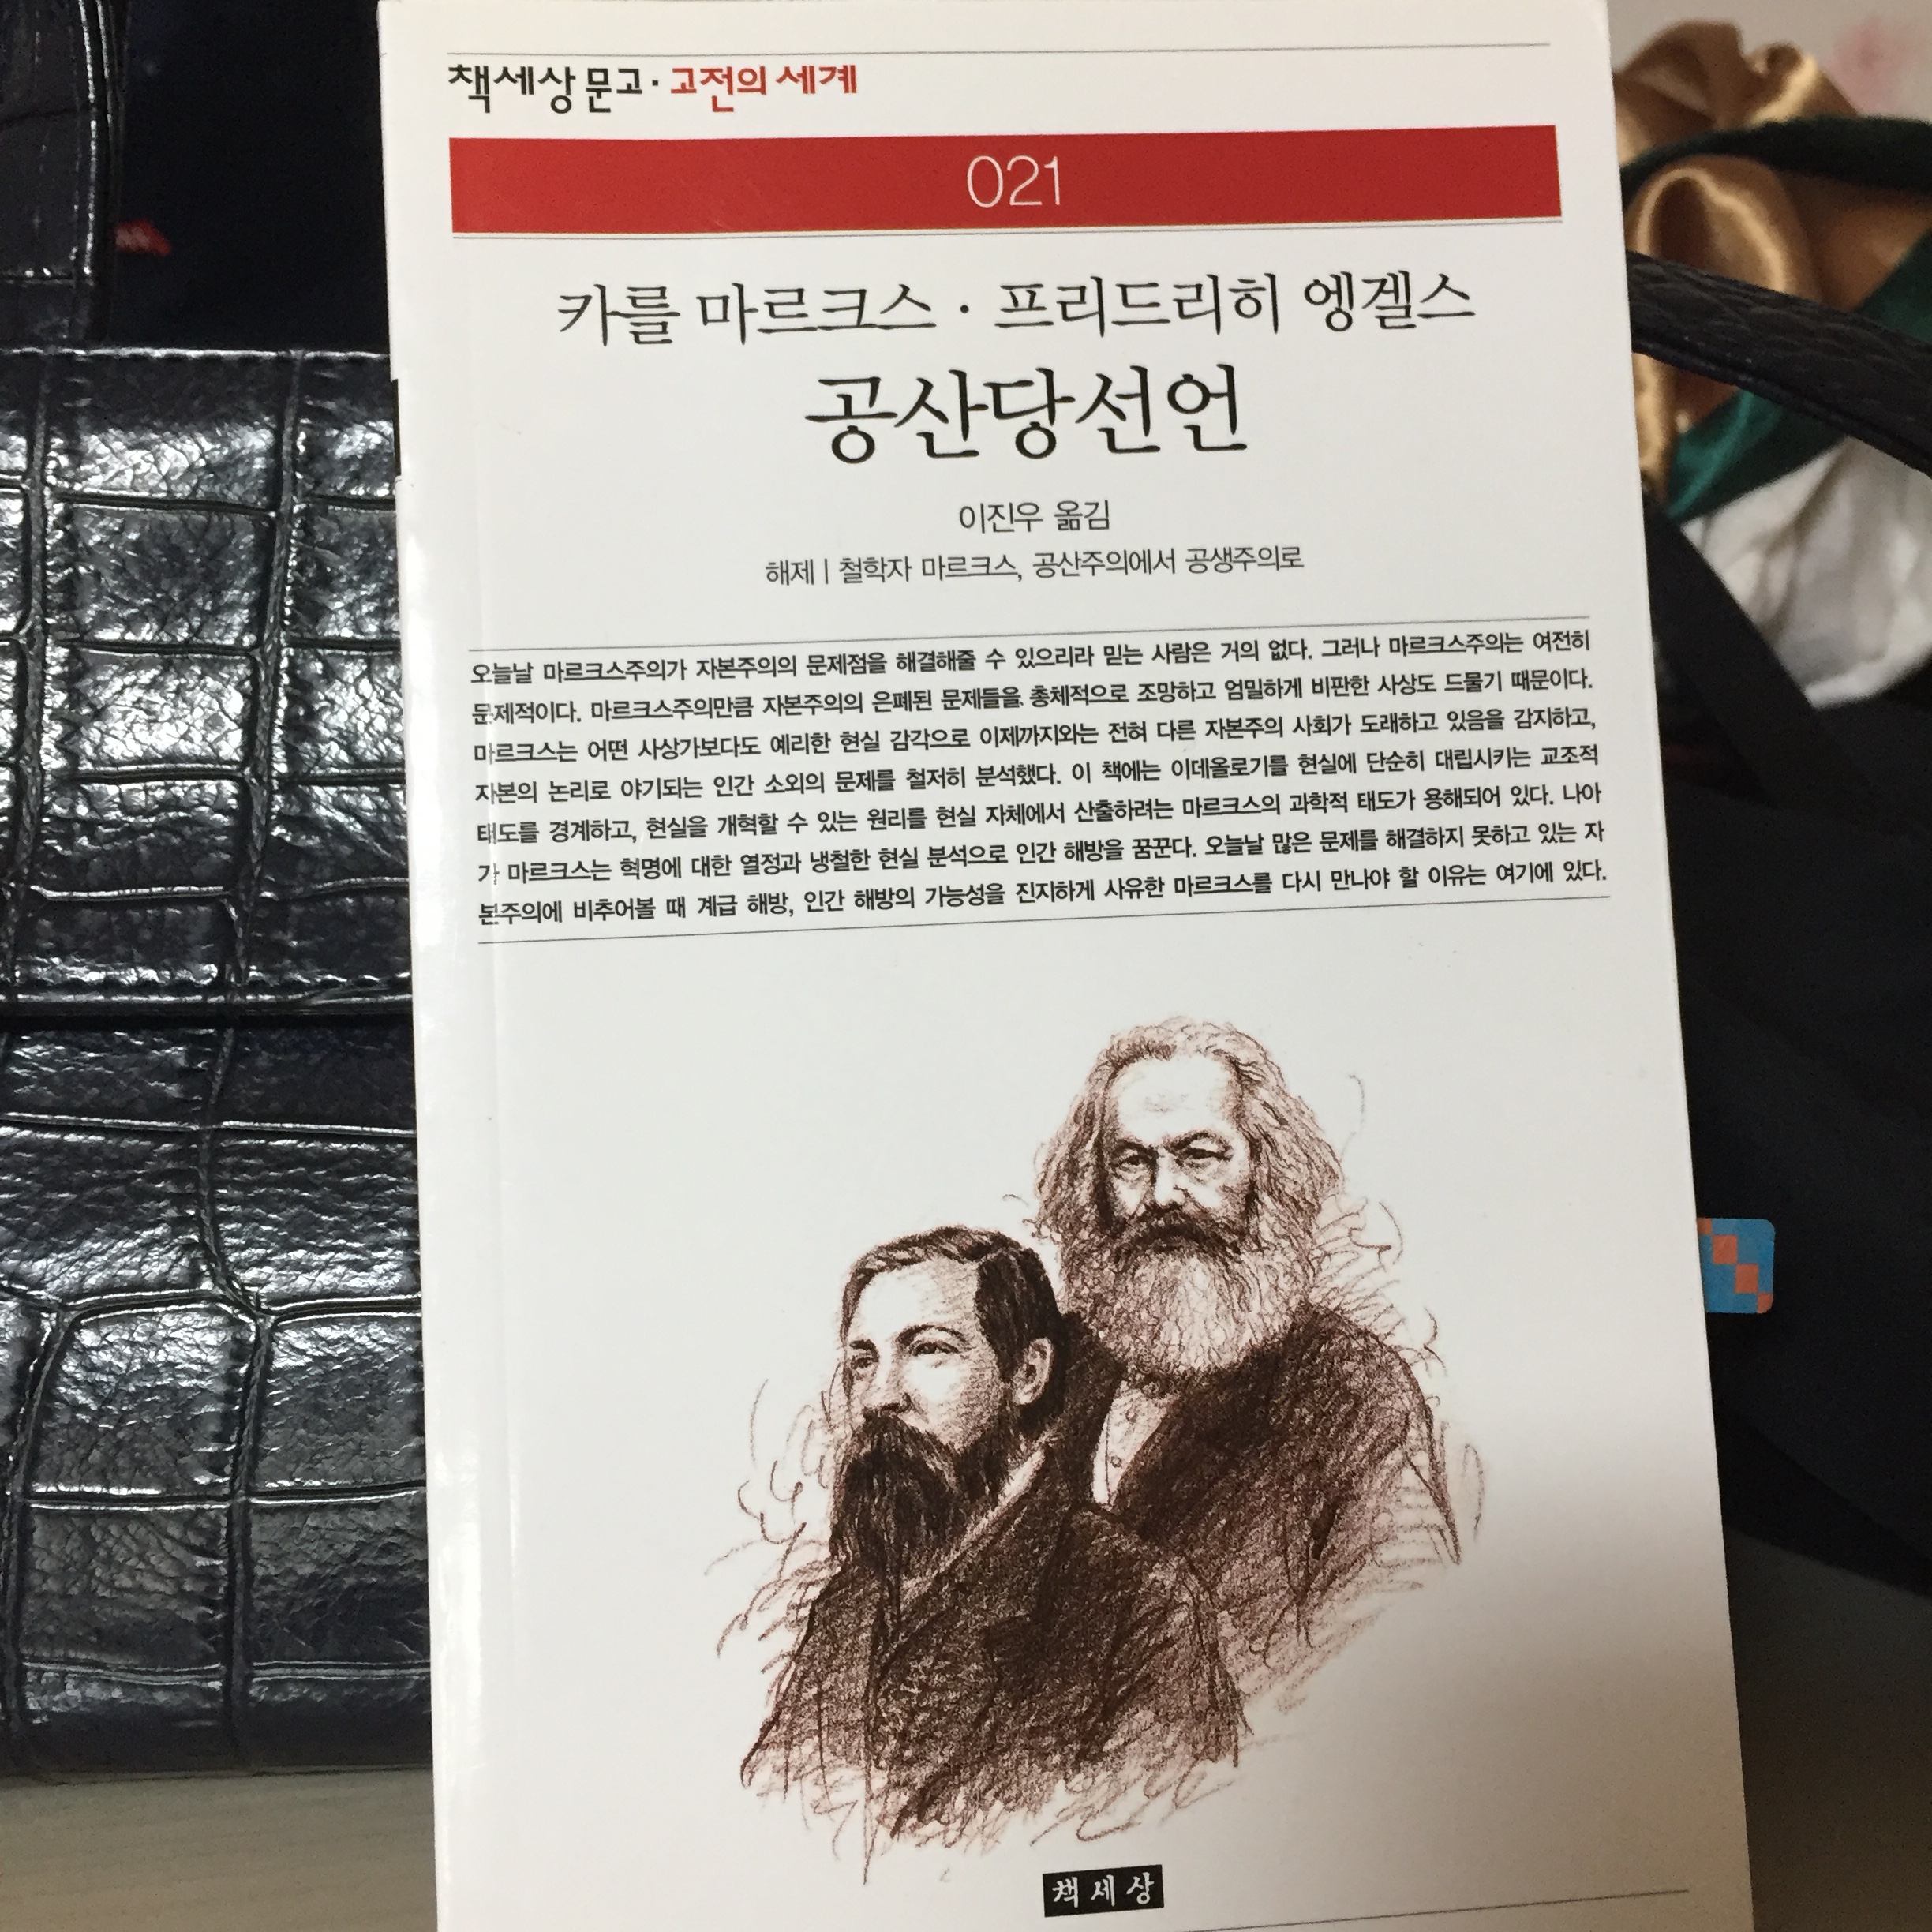 책세상 문고 · 고전의 세계
021
카를 마르크스 · 프리드리히 엥겔스
공산당선언
이진우 옮김
해제 | 철학자 마르크스, 공산주의에서 공생주의로
오늘날 마르크스주의가 자본주의의 문제점을 해결해줄 수 있으리라 믿는 사람은 거의 없다. 그러나 마르크스주의는 여전히
문제적이다. 마르크스주의만큼 자본주의의 은폐된 문제들을 총체적으로 조망하고 엄밀하게 비판한 사상도 드물기 때문이다.
마르크스는 어떤 사상가보다도 예리한 현실 감각으로 이제까지와는 전혀 다른 자본주의 사회가 도래하고 있음을 감지하고,
자본의 논리로 야기되는 인간 소외의 문제를 철저히 분석했다. 이 책에는 이데올로기를 현실에 단순히 대립시키는 교조적
태도를 경계하고, 현실을 개혁할 수 있는 원리를 현실 자체에서 산출하려는 마르크스의 과학적 태도가 용해되어 있다. 나아
가 마르크스는 혁명에 대한 열정과 냉철한 현실 분석으로 인간 해방을 꿈꾼다. 오늘날 많은 문제를 해결하지 못하고 있는 자
본주의에 비추어볼 때 계급 해방, 인간 해방의 가능성을 진지하게 사유한 마르크스를 다시 만나야 할 이유는 여기에 있다.
책세상